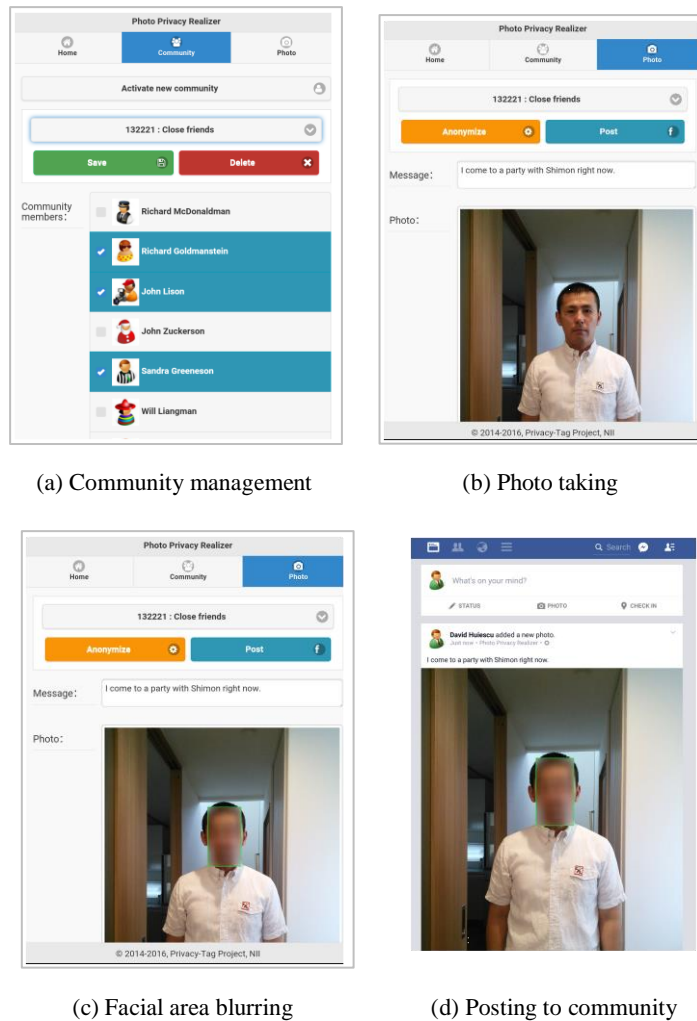 Photo Privacy Realizer
Home
Community
Photo
Activate new community
132221 : Close friends
Save
Delete
Community
members:
Richard McDonaldman
Richard Goldmanstein
John Lison
John Zuckerson
Sandra Greeneson
Will Liangman
(a) Community management
Photo Privacy Realizer
Home
Community
Photo
132221 : Close friends
Anonymize
Post
Message:
I come to a party with Shimon right now.
Photo:
© 2014-2016, Privacy-Tag Project, NII
(b) Photo taking
Photo Privacy Realizer
Home
Community
Photo
132221 : Close friends
Anonymize
Post
Message:
I come to a party with Shimon right now.
Photo:
© 2014-2016, Privacy-Tag Project, NII
(c) Facial area blurring
Search
What's on your mind?
STATUS
PHOTO
CHECK IN
David Huiescu added a new photo.
Just now • Photo Privacy Realizer •
I come to a party with Shimon right now.
(d) Posting to community